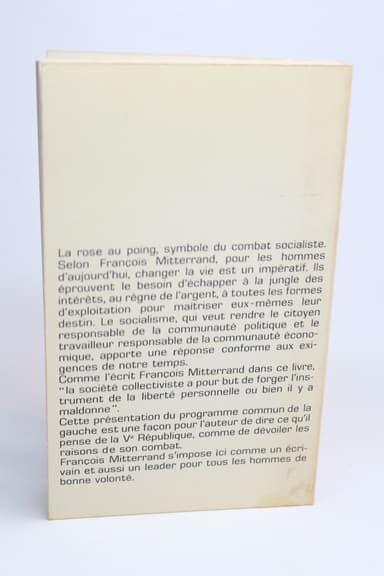 La rose au poing, symbole du combat socialiste.
Selon François Mitterrand, pour les hommes
d'aujourd'hui, changer la vie est un impératif. Ils
éprouvent le besoin d'échapper à la jungle des
intérêts, au règne de l'argent, à toutes les formes
d'exploitation pour maîtriser eux-mêmes leur
destin. Le socialisme, qui veut rendre le citoyen
responsable de la communauté politique et le
travailleur responsable de la communauté écono-
mique, apporte une réponse conforme aux exi-
gences de notre temps.
Comme l'écrit François Mitterrand dans ce livre,
"la société collectiviste a pour but de forger l'ins-
trument de la liberté personnelle ou bien il y a
maldonne".
Cette présentation du programme commun de la
gauche est une façon pour l'auteur de dire ce qu'il
pense de la Ve République, comme de dévoiler les
raisons de son combat.
François Mitterrand s'impose ici comme un écri-
vain et aussi un leader pour tous les hommes de
bonne volonté.